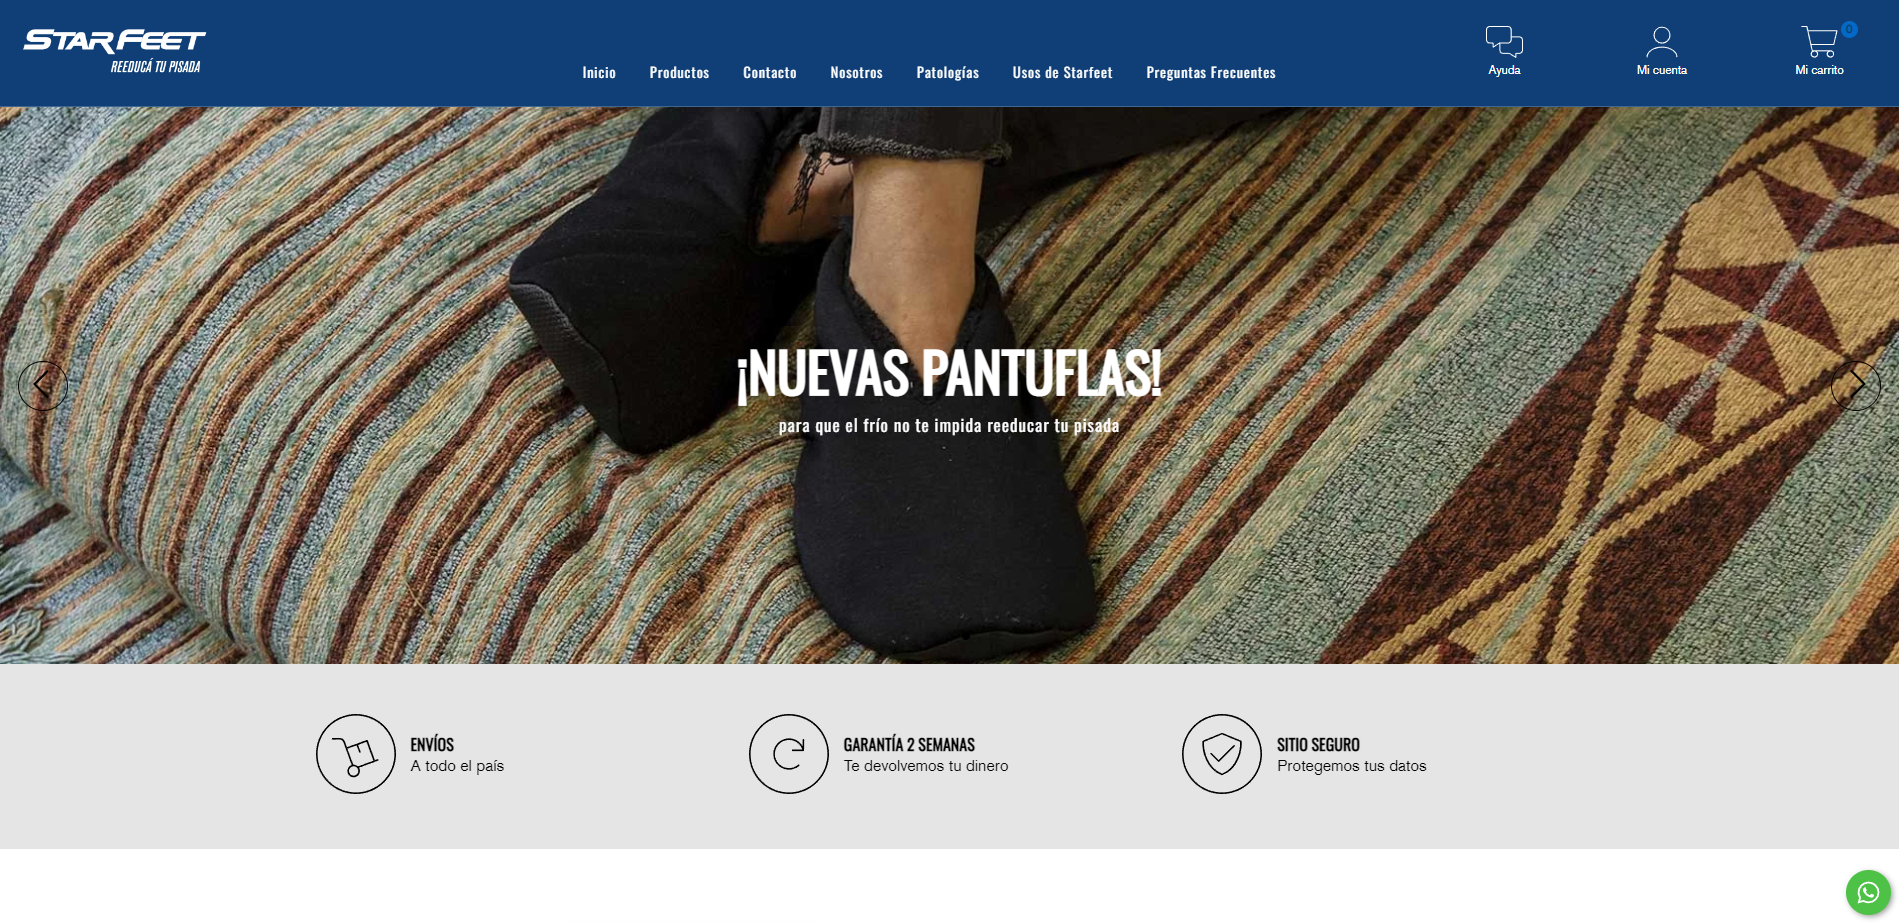 STARFEET
REEDUCÁ TU PISADA
Inicio
Productos
Contacto
Nosotros
Patologías
Usos de Starfeet
Preguntas Frecuentes
Ayuda
Mi cuenta
0
Mi carrito
¡NUEVAS PANTUFLAS!
para que el frío no te impida reeducar tu pisada
ENVÍOS
A todo el país
GARANTÍA 2 SEMANAS
Te devolvemos tu dinero
SITIO SEGURO
Protegemos tus datos